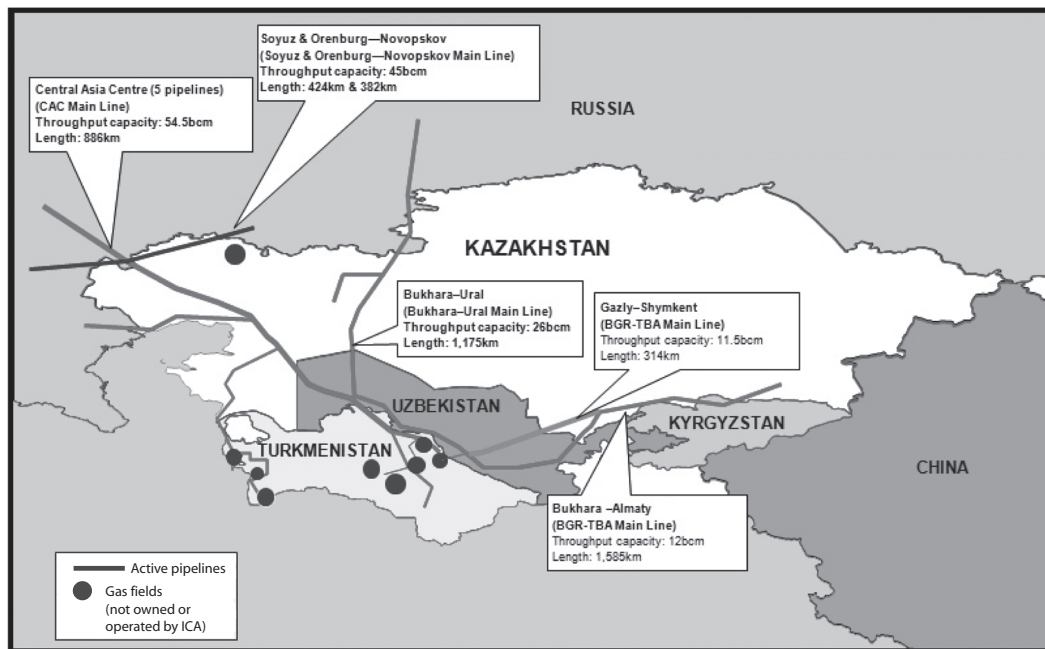 Soyuz & Orenburg—Novopskov
(Soyuz & Orenburg—Novopskov Main Line)
Throughput capacity: 45bcm
Length: 424km & 382km
Central Asia Centre (5 pipelines)
(CAC Main Line)
Throughput capacity: 54.5bcm
Length: 886km
RUSSIA
KAZAKHSTAN
Bukhara–Ural
(Bukhara–Ural Main Line)
Throughput capacity: 26bcm
Length: 1,175km
Gazly–Shymkent
(BGR-TBA Main Line)
Throughput capacity: 11.5bcm
Length: 314km
UZBEKISTAN
KYRGYZSTAN
TURKMENISTAN
CHINA
Bukhara –Almaty
(BGR-TBA Main Line)
Throughput capacity: 12bcm
Length: 1,585km
Active pipelines
Gas fields
(not owned or
operated by ICA)